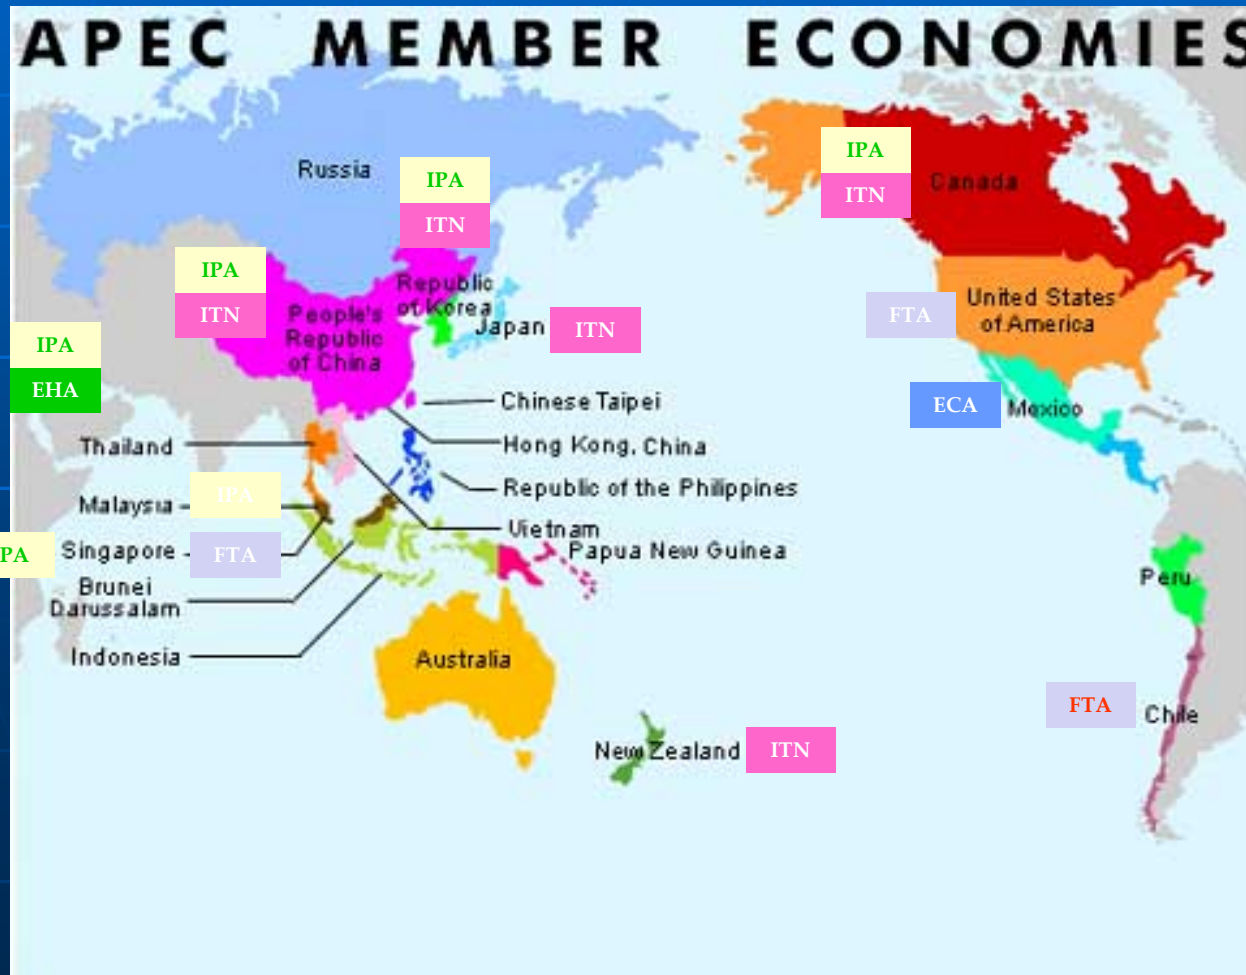 APEC MEMBER ECONOMIES
IPA
ITN
Canada
Russia
IPA
ITN
IPA
ITN
People's
Republic
of China
Republic
of Korea
Japan
ITN
FTA
United States
of America
IPA
EHA
ECA
Mexico
Chinese Taipei
Thailand
Hong Kong, China
Malaysia
IPA
Republic of the Philippines
Vietnam
PA
Singapore
FTA
Papua New Guinea
Brunei
Darussalam
Peru
Indonesia
Australia
FTA
Chile
New Zealand
ITN